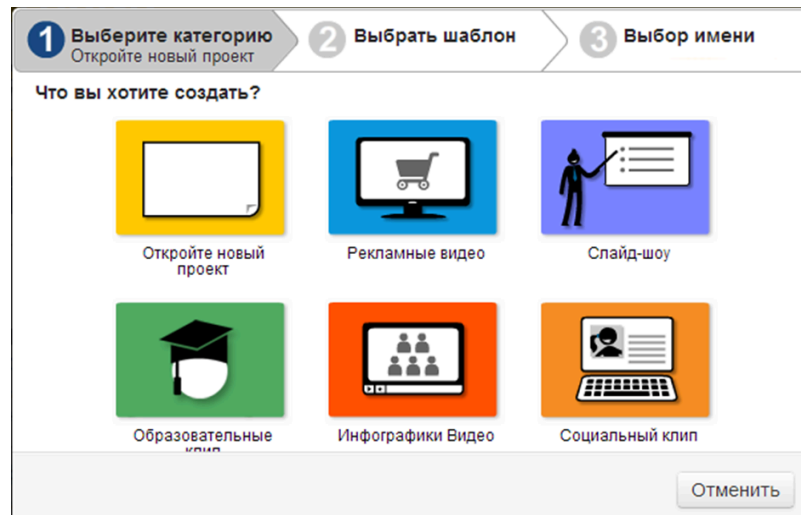 1 Выберите категорию
Откройте новый проект
2 Выбрать шаблон
3 Выбор имени
Что вы хотите создать?
Откройте новый
проект
Рекламные видео
Слайд-шоу
Образовательные
клип
Инфографики Видео
Социальный клип
Отменить